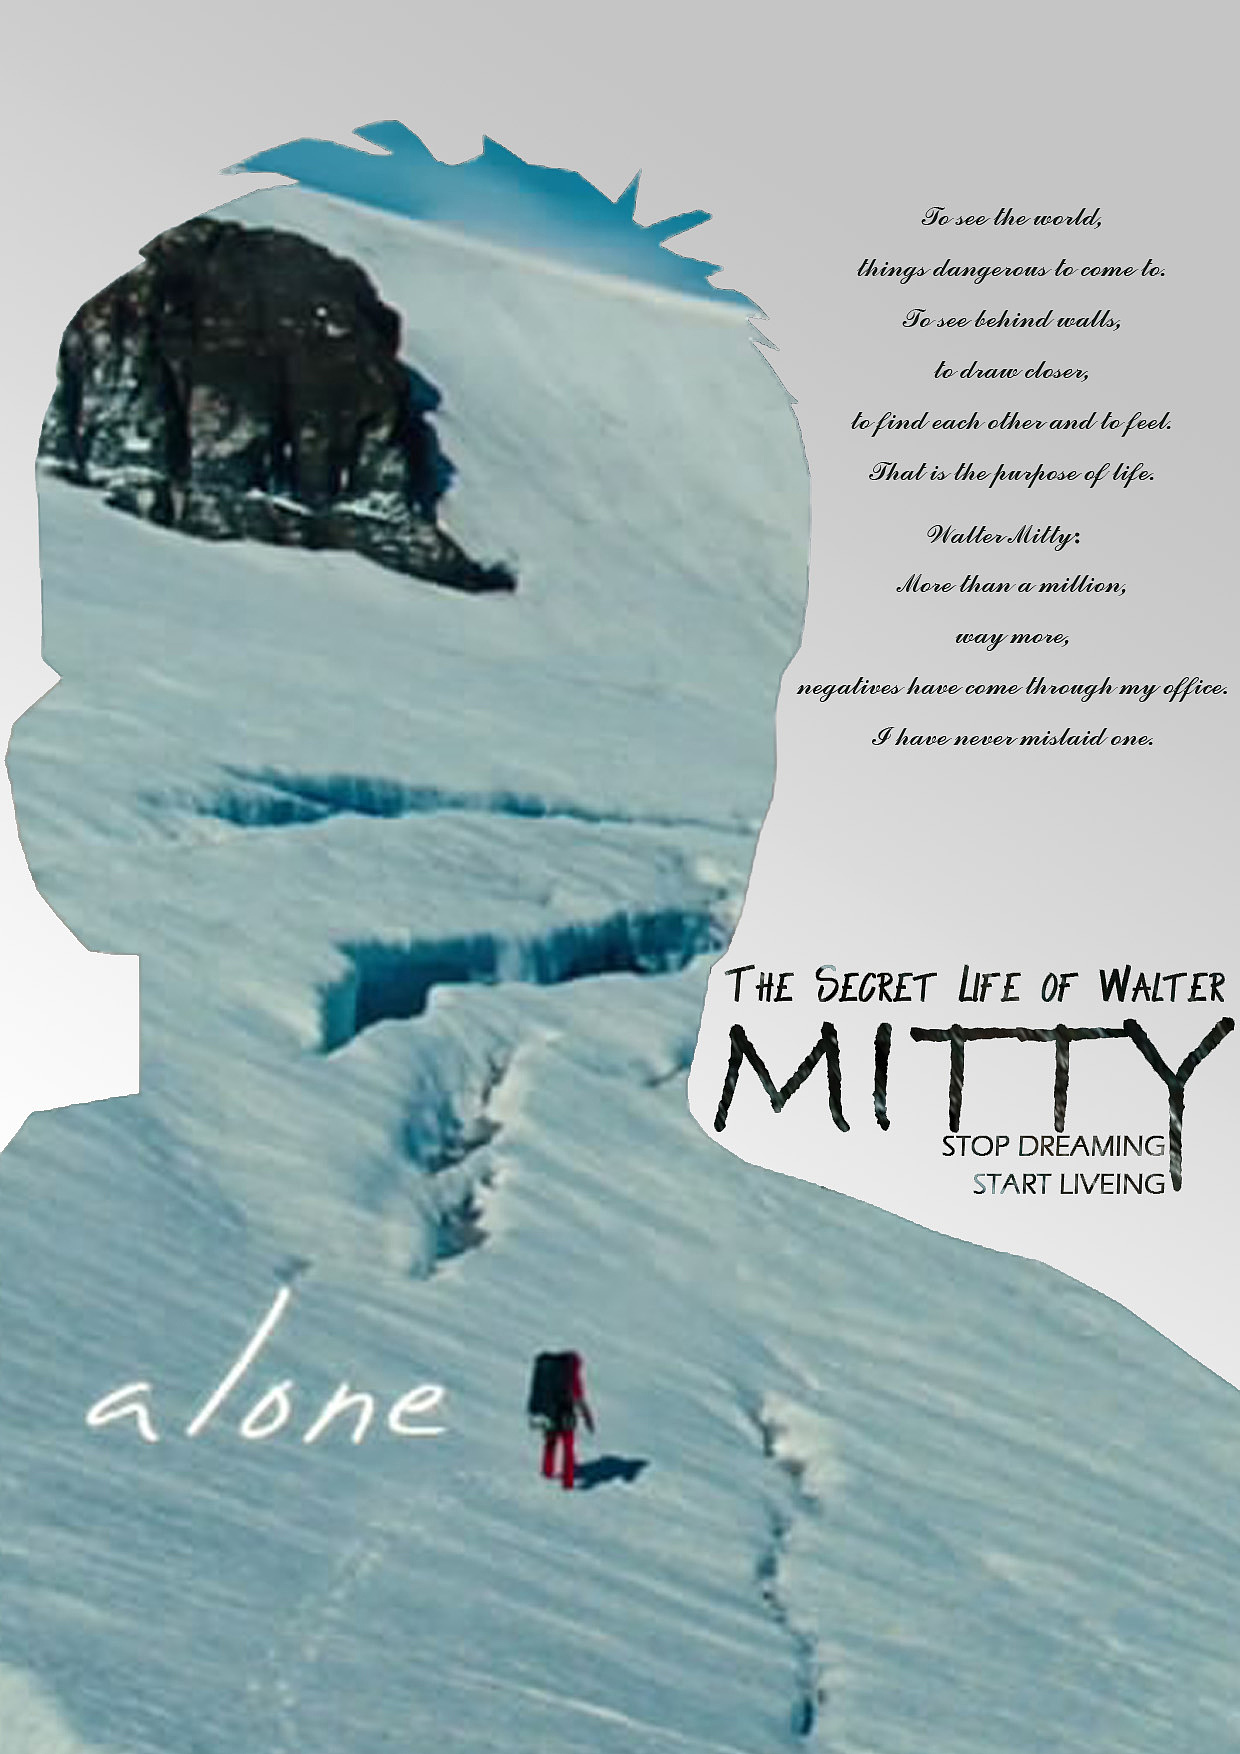 To see the world,
things dangerous to come to.
To see behind walls,
to draw closer,
to find each other and to feel.
That is the purpose of life.
Walter Mitty:
More than a million,
way more,
negatives have come through my office.
I have never mislaid one.
THE SECRET LIFE OF WALTER
MITTY
STOP DREAMING
START LIVEING
alone